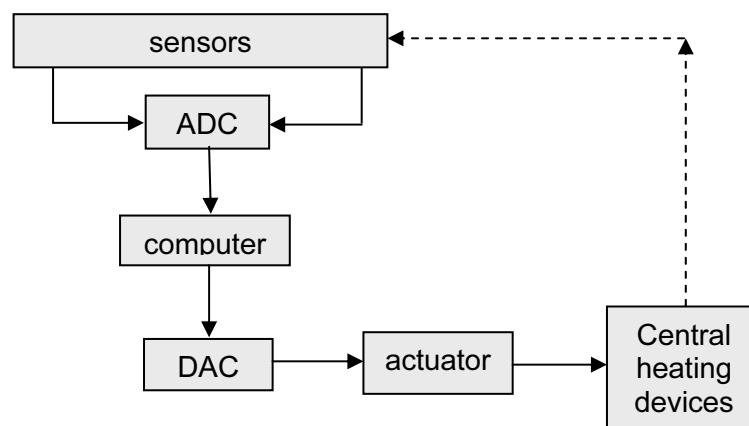 sensors
ADC
computer
DAC
actuator
Central
heating
devices